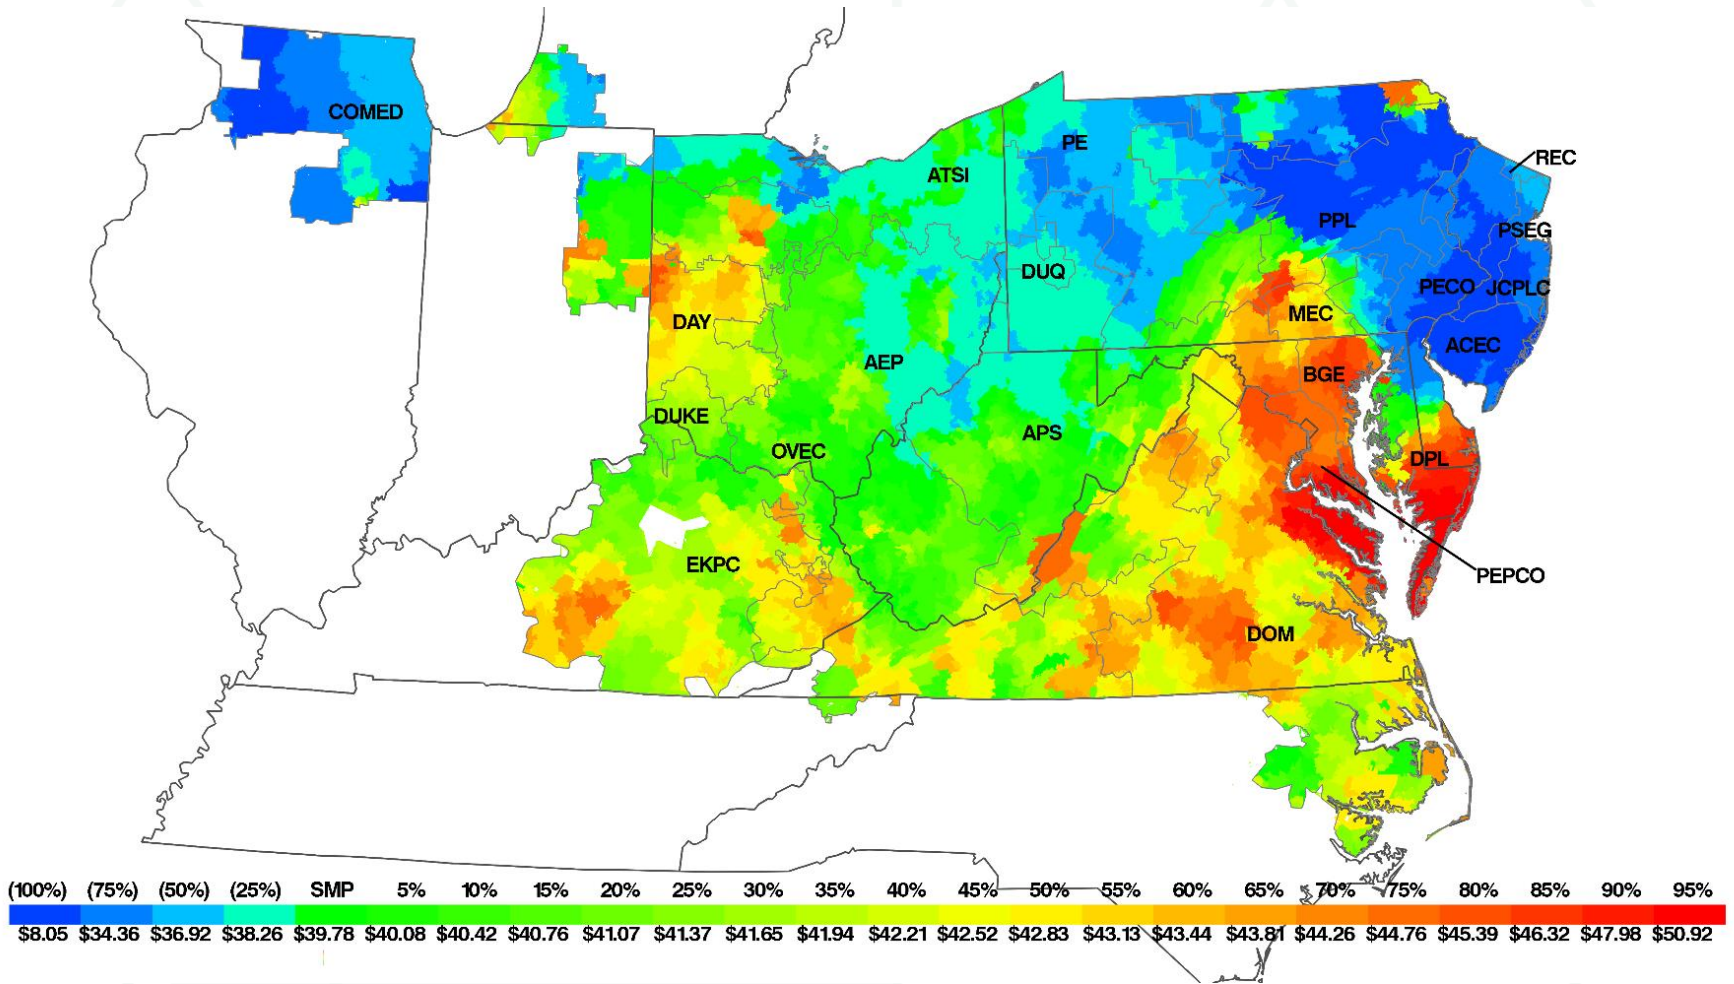 COMED
REC
PE
ATSI
PPL
PSEG
DUQ
PECO
JCPLC
MEC
DAY
ACEC
AEP
BGE
DUKE
APS
OVEC
DPL
EKPC
PEPCO
DOM
(100%) (75%) (50%) (25%) SMP 5% 10% 15% 20% 25% 30% 35% 40% 45% 50% 55% 60% 65% 70% 75% 80% 85% 90% 95%
$8.05 $34.36 $36.92 $38.26 $39.78 $40.08 $40.42 $40.76 $41.07 $41.37 $41.65 $41.94 $42.21 $42.52 $42.83 $43.13 $43.44 $43.81 $44.26 $44.76 $45.39 $46.32 $47.98 $50.92